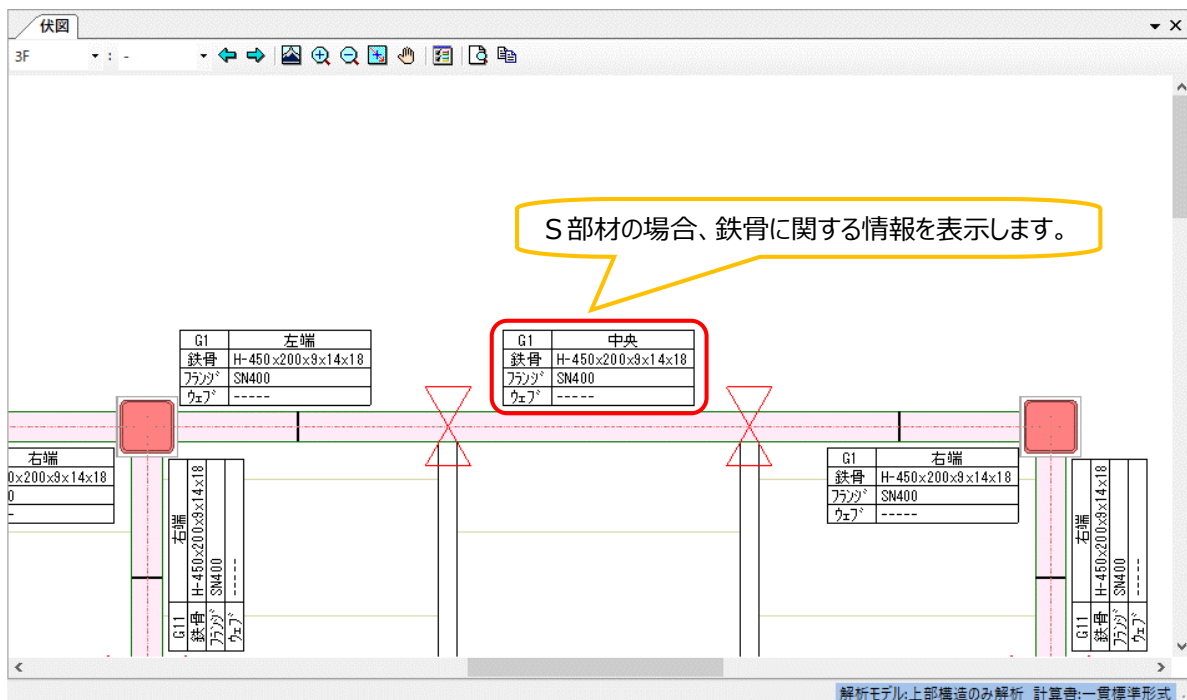 伏図
3F : -
S部材の場合、鉄骨に関する情報を表示します。
G1 左端
鉄骨 H-450x200x9x14x18
フランジ SN400
ウェブ -----
G1 中央
鉄骨 H-450x200x9x14x18
フランジ SN400
ウェブ -----
右端
0x200x9x14x18
0
-
G1 右端
鉄骨 H-450x200x9x14x18
フランジ SN400
ウェブ -----
G11 右端
鉄骨 H-450x200x9x14x18
フランジ SN400
ウェブ -----
G11 右端
鉄骨 H-450x200x9x14x18
フランジ SN400
ウェブ -----
解析モデル:上部構造のみ解析 計算書:一貫標準形式